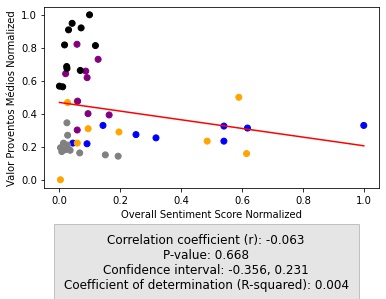 Valor Proventos Médios Normalized
1.0
0.8
0.6
0.4
0.2
0.0
0.0 0.2 0.4 0.6 0.8 1.0
Overall Sentiment Score Normalized
Correlation coefficient (r): -0.063
P-value: 0.668
Confidence interval: -0.356, 0.231
Coefficient of determination (R-squared): 0.004